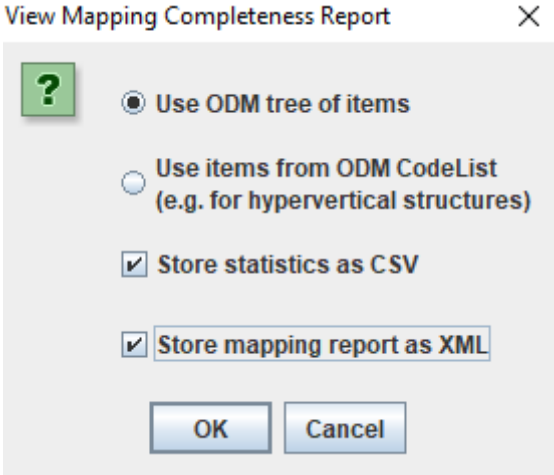 View Mapping Completeness Report
?
Use ODM tree of items
Use items from ODM CodeList
(e.g. for hypervertical structures)
Store statistics as CSV
Store mapping report as XML
OK
Cancel